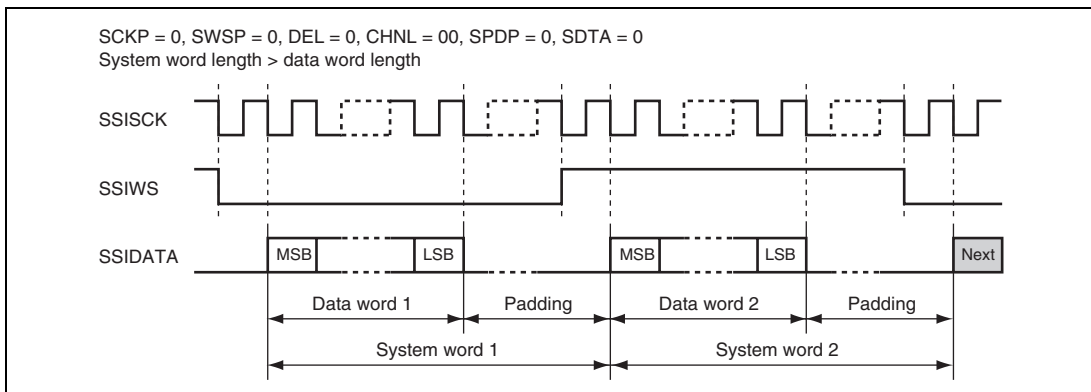 SCKP = 0, SWSP = 0, DEL = 0, CHNL = 00, SPDP = 0, SDTA = 0
System word length > data word length
SSISCK
SSIWS
SSIDATA
MSB
LSB
MSB
LSB
Next
Data word 1
Padding
Data word 2
Padding
System word 1
System word 2